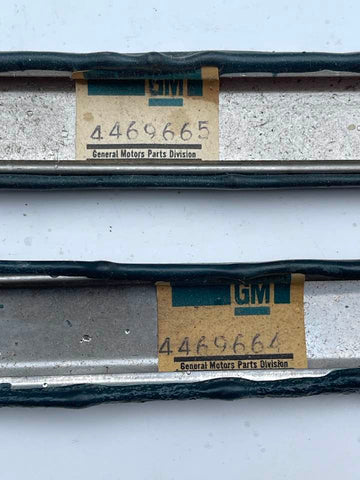 GM
4469665
General Motors Parts Division
GM
4469664
General Motors Parts Division